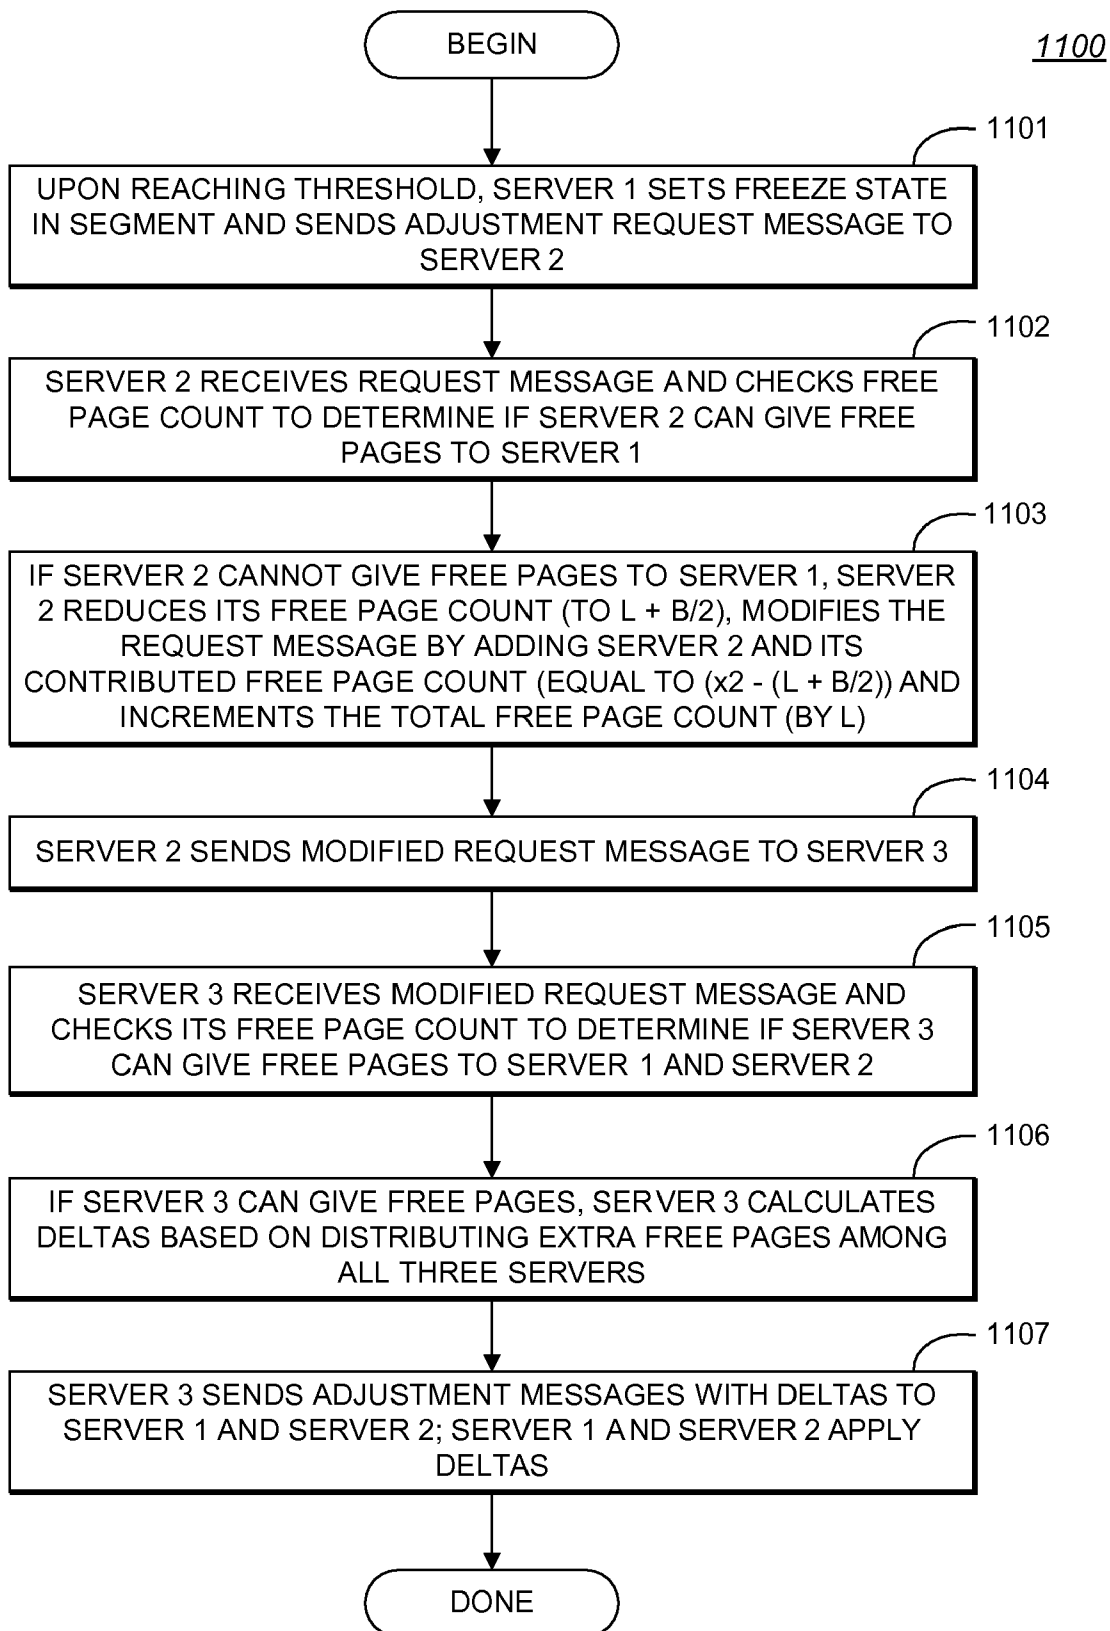 BEGIN
1100
1101
UPON REACHING THRESHOLD, SERVER 1 SETS FREEZE STATE
IN SEGMENT AND SENDS ADJUSTMENT REQUEST MESSAGE TO
SERVER 2
1102
SERVER 2 RECEIVES REQUEST MESSAGE AND CHECKS FREE
PAGE COUNT TO DETERMINE IF SERVER 2 CAN GIVE FREE
PAGES TO SERVER 1
1103
IF SERVER 2 CANNOT GIVE FREE PAGES TO SERVER 1, SERVER
2 REDUCES ITS FREE PAGE COUNT (TO L + B/2), MODIFIES THE
REQUEST MESSAGE BY ADDING SERVER 2 AND ITS
CONTRIBUTED FREE PAGE COUNT (EQUAL TO (x2 - (L + B/2)) AND
INCREMENTS THE TOTAL FREE PAGE COUNT (BY L)
1104
SERVER 2 SENDS MODIFIED REQUEST MESSAGE TO SERVER 3
1105
SERVER 3 RECEIVES MODIFIED REQUEST MESSAGE AND
CHECKS ITS FREE PAGE COUNT TO DETERMINE IF SERVER 3
CAN GIVE FREE PAGES TO SERVER 1 AND SERVER 2
1106
IF SERVER 3 CAN GIVE FREE PAGES, SERVER 3 CALCULATES
DELTAS BASED ON DISTRIBUTING EXTRA FREE PAGES AMONG
ALL THREE SERVERS
1107
SERVER 3 SENDS ADJUSTMENT MESSAGES WITH DELTAS TO
SERVER 1 AND SERVER 2; SERVER 1 AND SERVER 2 APPLY
DELTAS
DONE